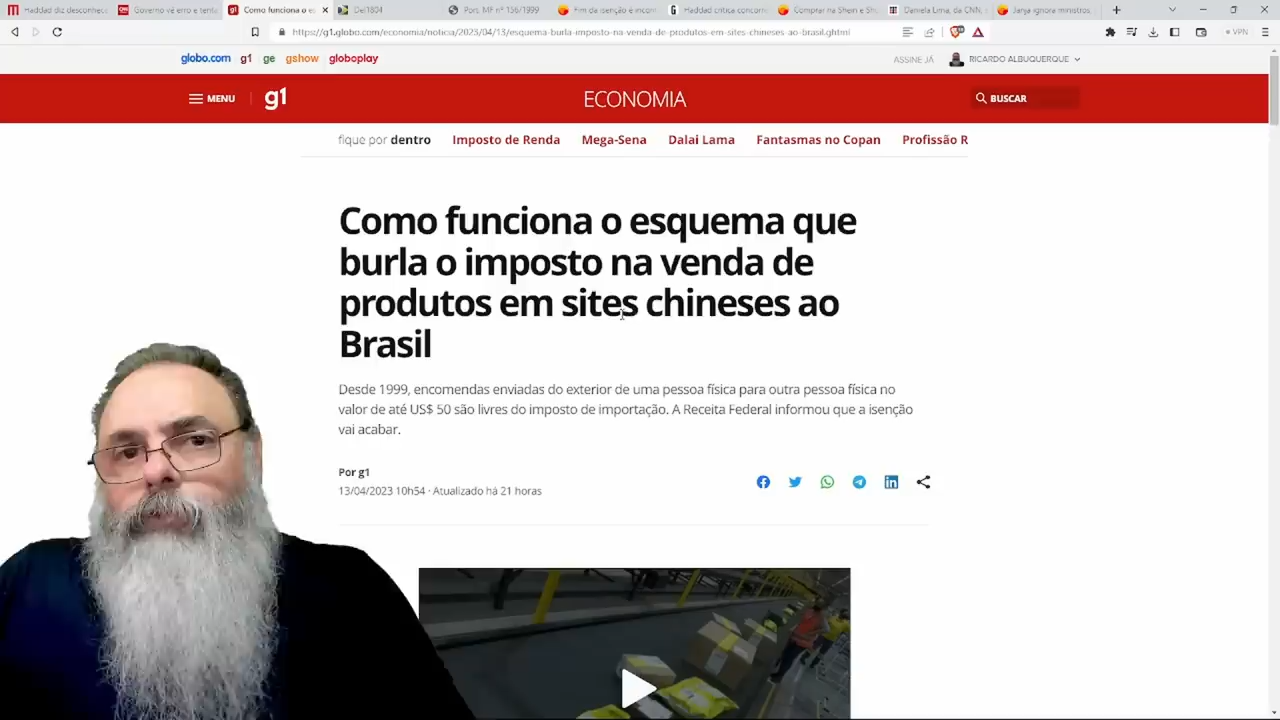 Haddad diz desconheç
Governo vê erro e tenta
Como funciona o es
Del1804
Port. MF nº 156/1999
Fim da isenção é incon
Haddad critica concorr
Comprar na Shein e Sh
Daniela Lima, da CNN,
Janja ignora ministros,
https://g1.globo.com/economia/noticia/2023/04/13/esquema-burla-imposto-na-venda-de-produtos-em-sites-chineses-ao-brasil.ghtml
VPN
globo.com g1 ge gshow globoplay
ASSINE JÁ RICARDO ALBUQUERQUE
MENU g1 ECONOMIA BUSCAR
fique por dentro Imposto de Renda Mega-Sena Dalai Lama Fantasmas no Copan Profissão R
Como funciona o esquema que
burla o imposto na venda de
produtos em sites chineses ao
Brasil
Desde 1999, encomendas enviadas do exterior de uma pessoa física para outra pessoa física no
valor de até US$ 50 são livres do imposto de importação. A Receita Federal informou que a isenção
vai acabar.
Por g1
13/04/2023 10h54 · Atualizado há 21 horas